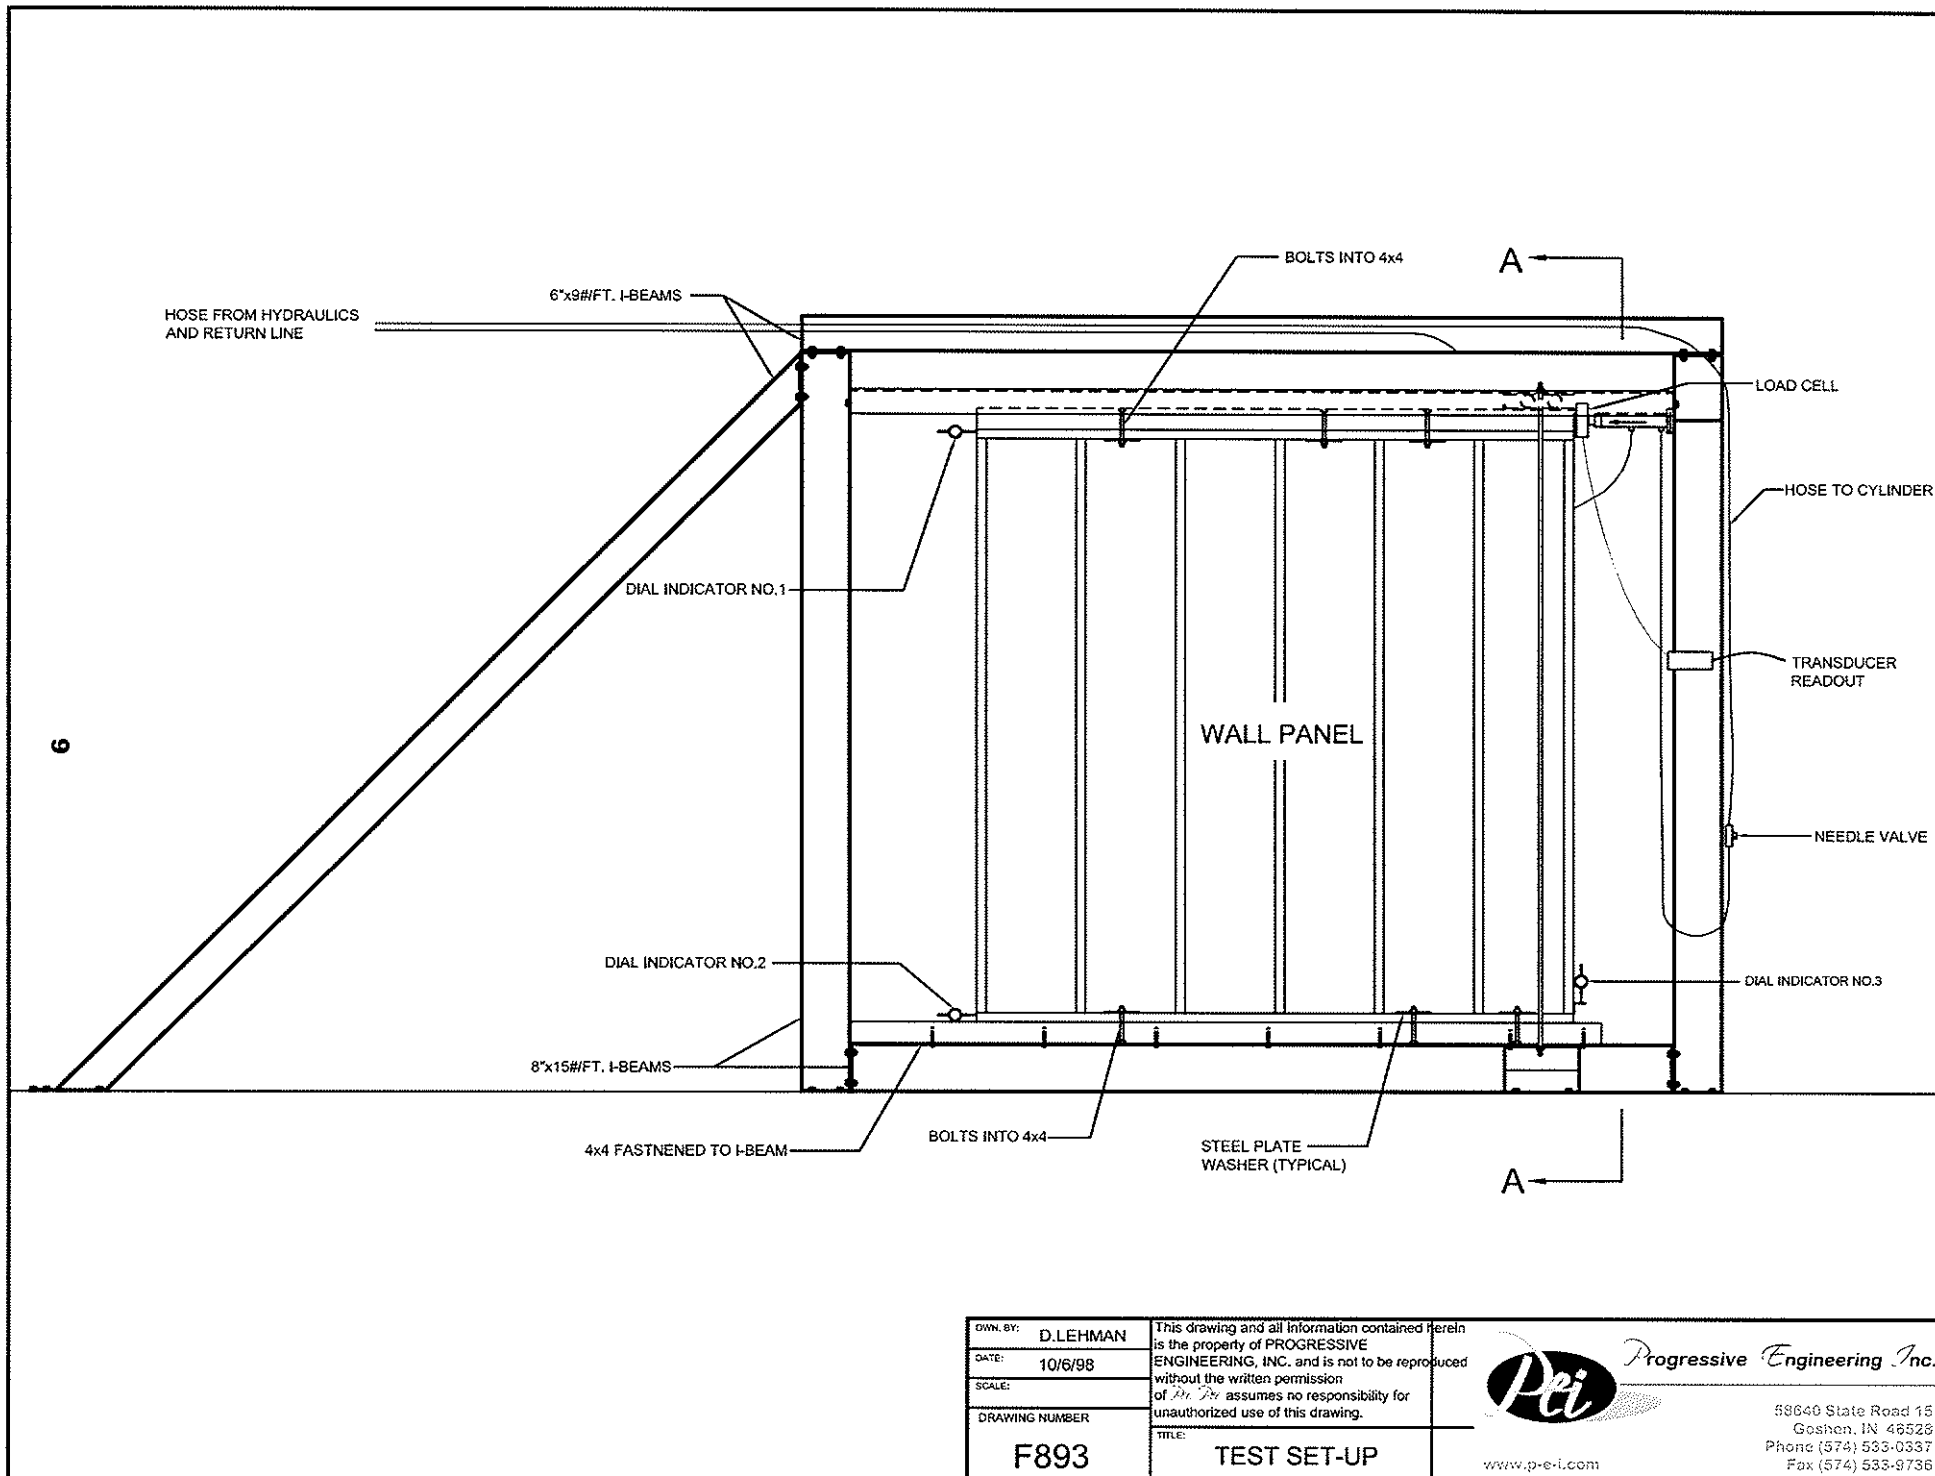 BOLTS INTO 4x4
A
6"x9#/FT. I-BEAMS
HOSE FROM HYDRAULICS
AND RETURN LINE
LOAD CELL
HOSE TO CYLINDER
DIAL INDICATOR NO.1
TRANSDUCER
READOUT
WALL PANEL
6
NEEDLE VALVE
DIAL INDICATOR NO.2
DIAL INDICATOR NO.3
8"x15#/FT. I-BEAMS
4x4 FASTNENED TO I-BEAM
BOLTS INTO 4x4
STEEL PLATE
WASHER (TYPICAL)
A
DWN. BY: D.LEHMAN
DATE: 10/6/98
SCALE:
DRAWING NUMBER
F893
This drawing and all information contained herein
is the property of PROGRESSIVE
ENGINEERING, INC. and is not to be reproduced
without the written permission
of assumes no responsibility for
unauthorized use of this drawing.
TITLE:
TEST SET-UP
Pei
Progressive Engineering Inc.
58640 State Road 15
Goshen, IN 46528
Phone (574) 533-0337
www.p-e-i.com
Fax (574) 533-9736